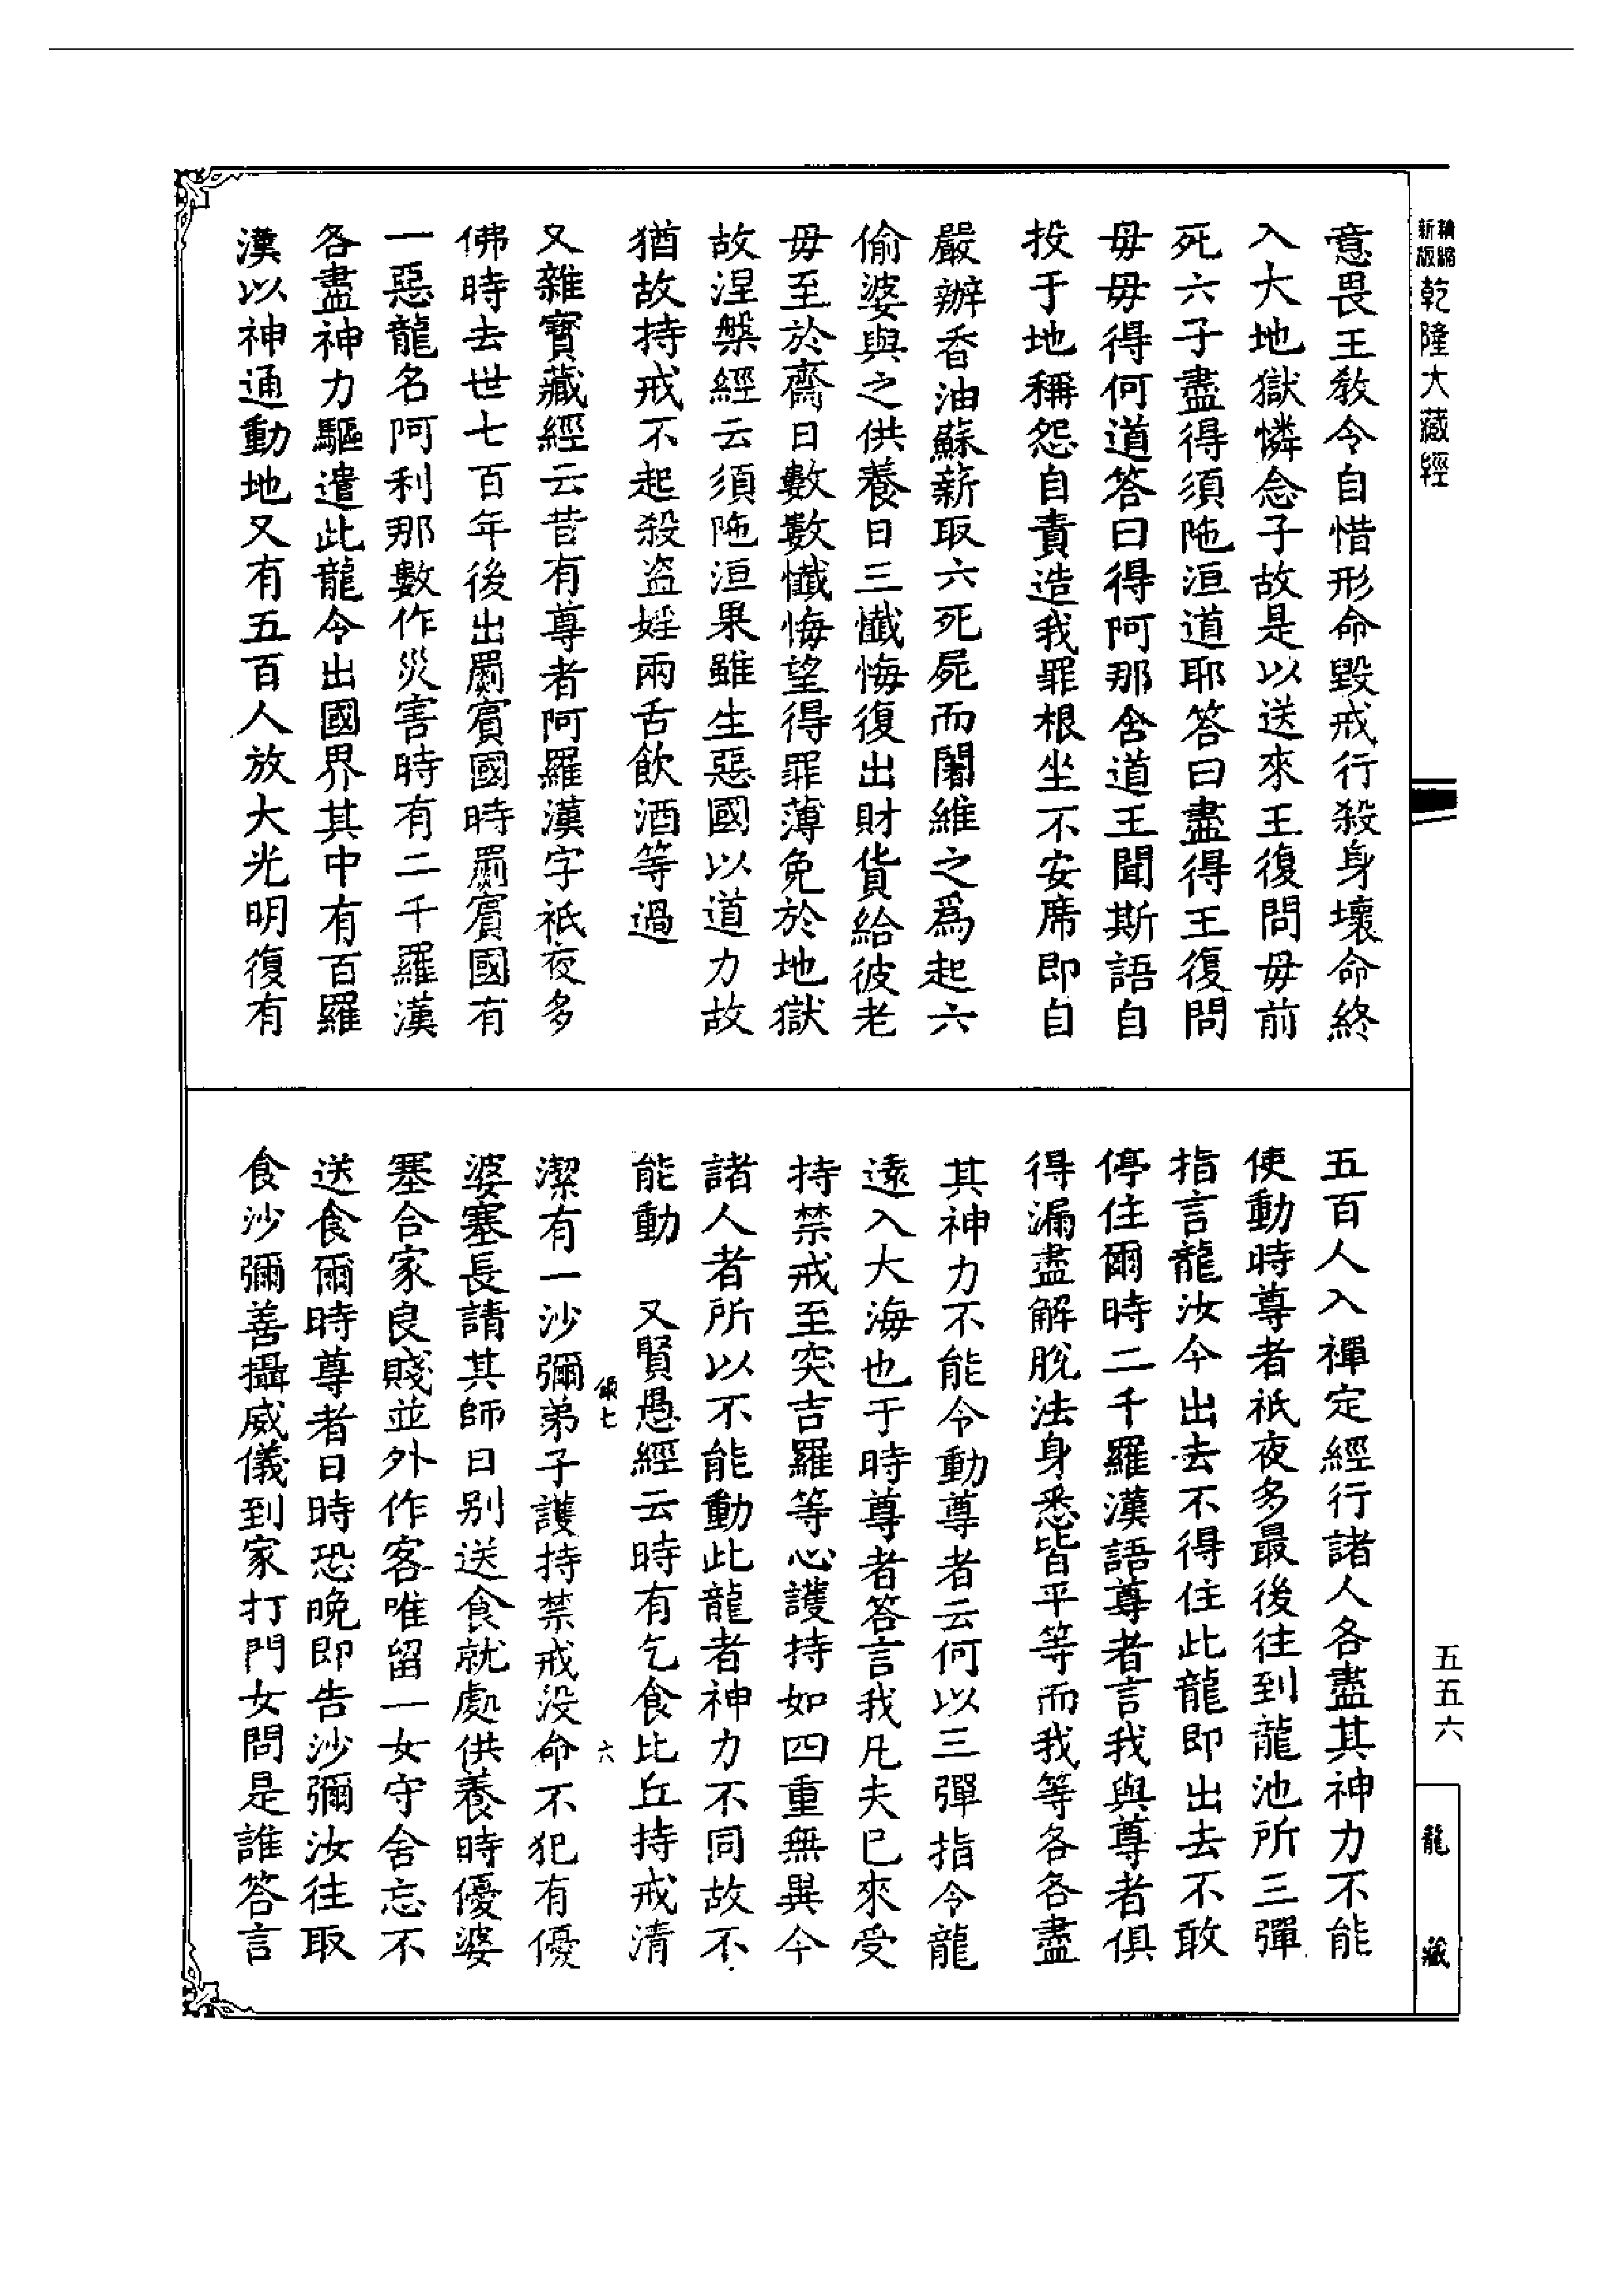 精縮
新版
乾隆大藏經
意畏王教令自惜形命毀戒行殺身壞命終
入大地獄憐念子故是以送來王復問毋前
死六子盡得須陁洹道耶答曰盡得王復問
毋毋得何道答曰得阿那含道王聞斯語自
投于地稱怨自責造我罪根坐不安席即自
嚴辦香油蘇薪取六死屍而闍維之爲起六
偷婆與之供養日三懺悔復出財貨給彼老
毋至於齋日數數懺悔望得罪薄免於地獄
故涅槃經云須陁洹果雖生惡國以道力故
猶故持戒不起殺盜婬兩舌飲酒等過
又雜寶藏經云昔有尊者阿羅漢字祇夜多
佛時去世七百年後出罽賓國時罽賓國有
一惡龍名阿利那數作災害時有二千羅漢
各盡神力驅遣此龍令出國界其中有百羅
漢以神通動地又有五百人放大光明復有
五百人入禪定經行諸人各盡其神力不能
使動時尊者祇夜多最後往到龍池所三彈
指言龍汝今出去不得住此龍即出去不敢
停住爾時二千羅漢語尊者言我與尊者俱
得漏盡解脫法身悉皆平等而我等各各盡
其神力不能令動尊者云何以三彈指令龍
遠入大海也于時尊者答言我凡夫已來受
持禁戒至突吉羅等心護持如四重無異今
諸人者所以不能動此龍者神力不同故不
能動　又賢愚經云時有乞食比丘持戒清
潔有一沙彌弟子護持禁戒没命不犯有優
婆塞長請其師日別送食就處供養時優婆
塞合家良賤並外作客唯留一女守舍忘不
送食爾時尊者日時恐晚即告沙彌汝往取
食沙彌善攝威儀到家打門女問是誰答言
七
六
五五六
龍藏